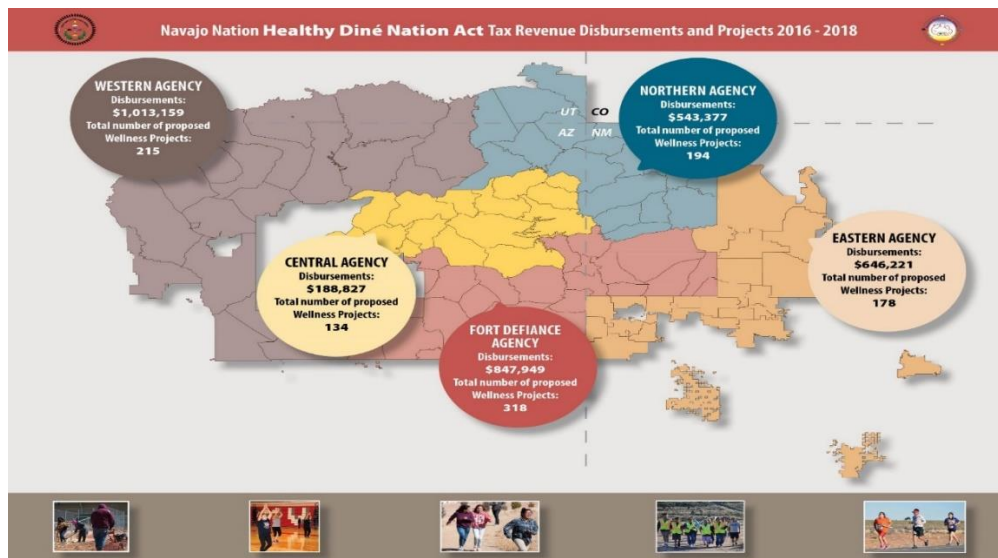 Navajo Nation Healthy Diné Nation Act Tax Revenue Disbursements and Projects 2016 - 2018
WESTERN AGENCY
Disbursements:
$1,013,159
Total number of proposed
Wellness Projects:
215
UT CO
AZ NM
NORTHERN AGENCY
Disbursements:
$543,377
Total number of proposed
Wellness Projects:
194
CENTRAL AGENCY
Disbursements:
$188,827
Total number of proposed
Wellness Projects:
134
EASTERN AGENCY
Disbursements:
$646,221
Total number of proposed
Wellness Projects:
178
FORT DEFIANCE
AGENCY
Disbursements:
$847,949
Total number of proposed
Wellness Projects:
318